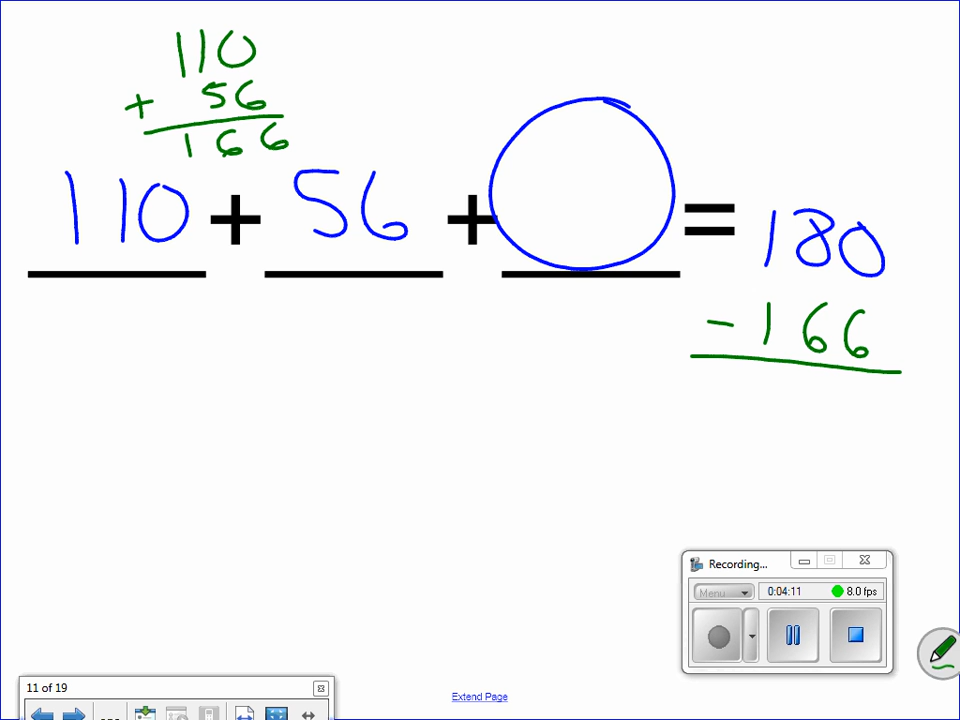 110
+ 56
166
110 + 56 + = 180
- 166
Recording...
Menu
0:04:11
8.0 fps
11 of 19
Extend Page